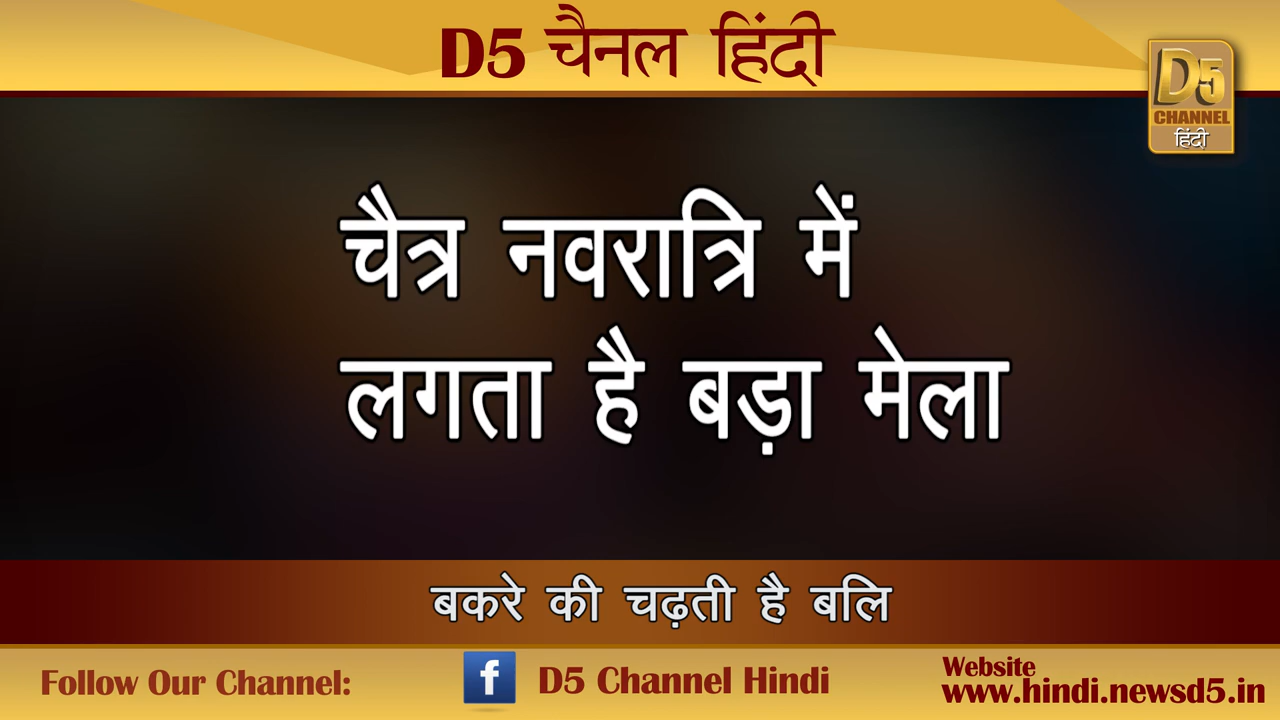 D5 चैनल हिंदी
D5
CHANNEL
हिंदी
चैत्र नवरात्रि में
लगता है बड़ा मेला
बकरे की चढ़ती है बलि
Follow Our Channel:
f
D5 Channel Hindi
Website
www.hindi.newsd5.in